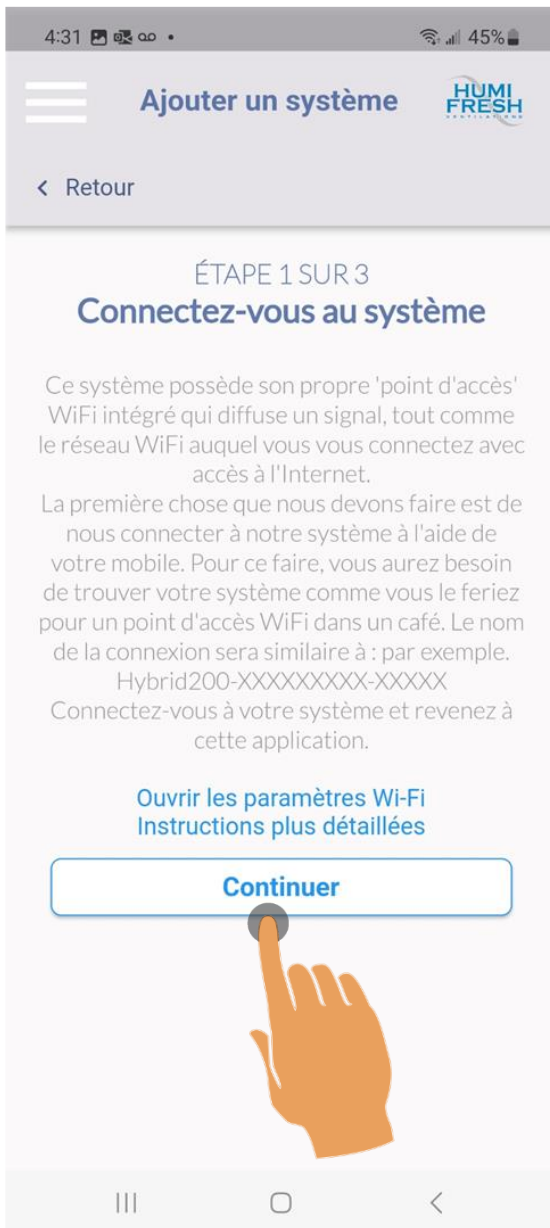 4:31 45%
Ajouter un système
HUMI
FRESH
VENTILATIONS
< Retour
ÉTAPE 1 SUR 3
Connectez-vous au système
Ce système possède son propre 'point d'accès'
WiFi intégré qui diffuse un signal, tout comme
le réseau WiFi auquel vous vous connectez avec
accès à l'Internet.
La première chose que nous devons faire est de
nous connecter à notre système à l'aide de
votre mobile. Pour ce faire, vous aurez besoin
de trouver votre système comme vous le feriez
pour un point d'accès WiFi dans un café. Le nom
de la connexion sera similaire à : par exemple.
Hybrid200-XXXXXXXXX-XXXXX
Connectez-vous à votre système et revenez à
cette application.
Ouvrir les paramètres Wi-Fi
Instructions plus détaillées
Continuer